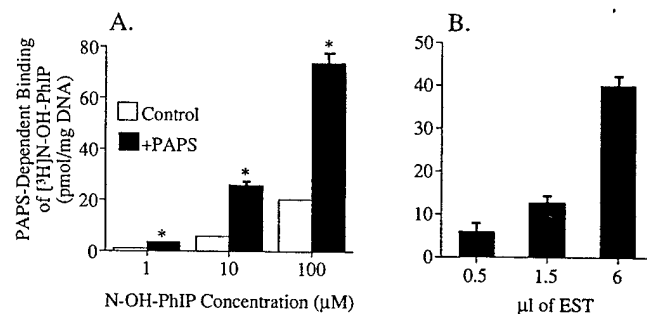 A.
PAPS-Dependent Binding
of [³H]N-OH-PhIP
(pmol/mg DNA)
80
60
40
20
0
Control
+PAPS
*
*
*
1
10
100
N-OH-PhIP Concentration (µM)
B.
50
40
30
20
10
0
0.5
1.5
6
µl of EST